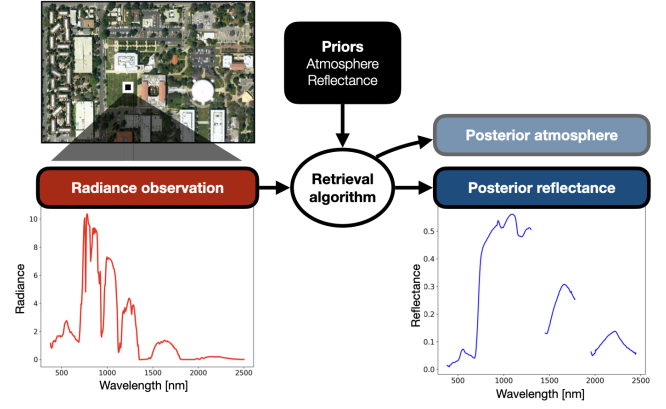 Priors
Atmosphere
Reflectance
Posterior atmosphere
Radiance observation
Retrieval
algorithm
Posterior reflectance
Radiance
10
8
6
4
2
0
500
1000
1500
2000
2500
Wavelength [nm]
Reflectance
0.5
0.4
0.3
0.2
0.1
0.0
500
1000
1500
2000
2500
Wavelength [nm]